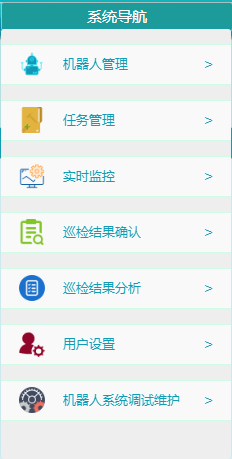 系统导航
机器人管理 >
任务管理 >
实时监控 >
巡检结果确认 >
巡检结果分析 >
用户设置 >
机器人系统调试维护 >